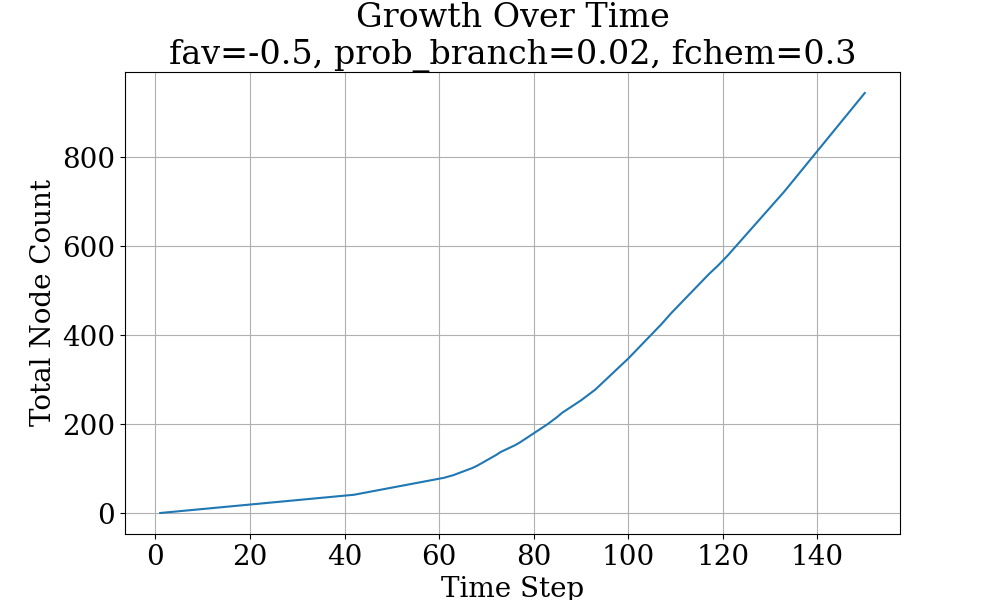 Growth Over Time
fav=-0.5, prob_branch=0.02, fchem=0.3
Total Node Count
800
600
400
200
0
0 20 40 60 80 100 120 140
Time Step